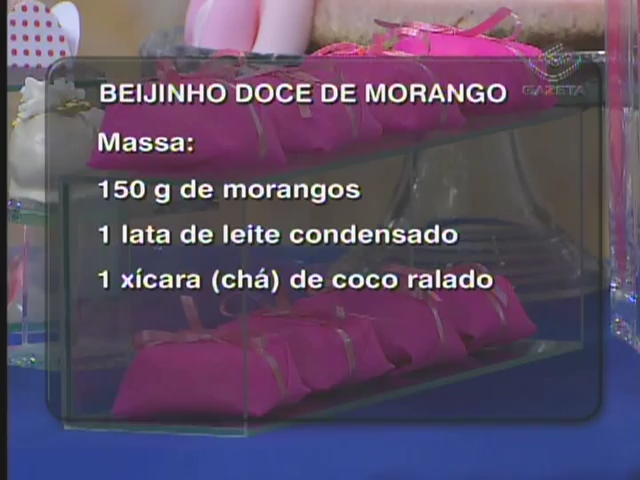 BEIJINHO DOCE DE MORANGO
GAZETA
Massa:
150 g de morangos
1 lata de leite condensado
1 xícara (chá) de coco ralado